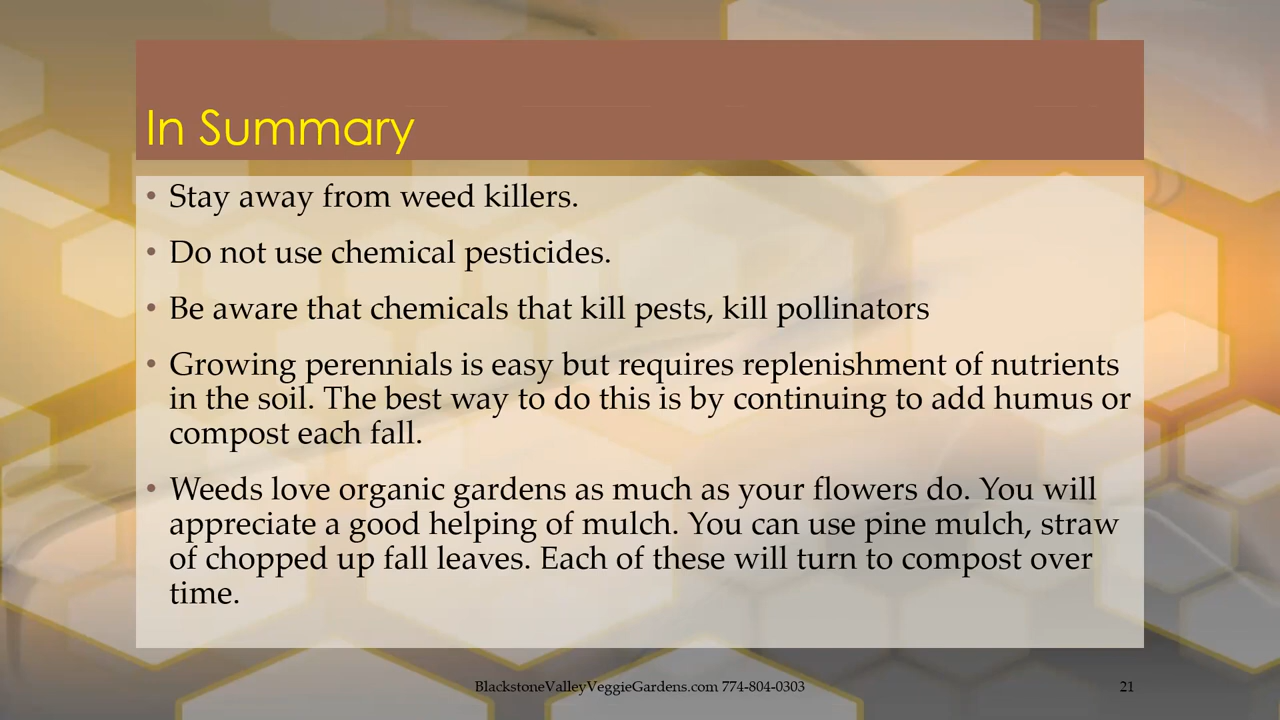 In Summary
• Stay away from weed killers.
• Do not use chemical pesticides.
• Be aware that chemicals that kill pests, kill pollinators
• Growing perennials is easy but requires replenishment of nutrients
in the soil. The best way to do this is by continuing to add humus or
compost each fall.
• Weeds love organic gardens as much as your flowers do. You will
appreciate a good helping of mulch. You can use pine mulch, straw
of chopped up fall leaves. Each of these will turn to compost over
time.
BlackstoneValleyVeggieGardens.com 774-804-0303
21